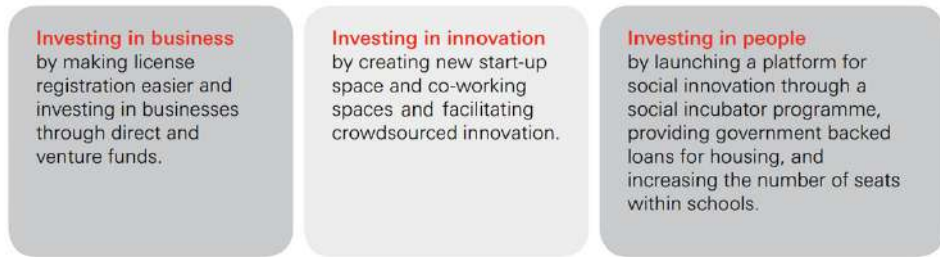 Investing in business
by making license
registration easier and
investing in businesses
through direct and
venture funds.
Investing in innovation
by creating new start-up
space and co-working
spaces and facilitating
crowdsourced innovation.
Investing in people
by launching a platform for
social innovation through a
social incubator programme,
providing government backed
loans for housing, and
increasing the number of seats
within schools.